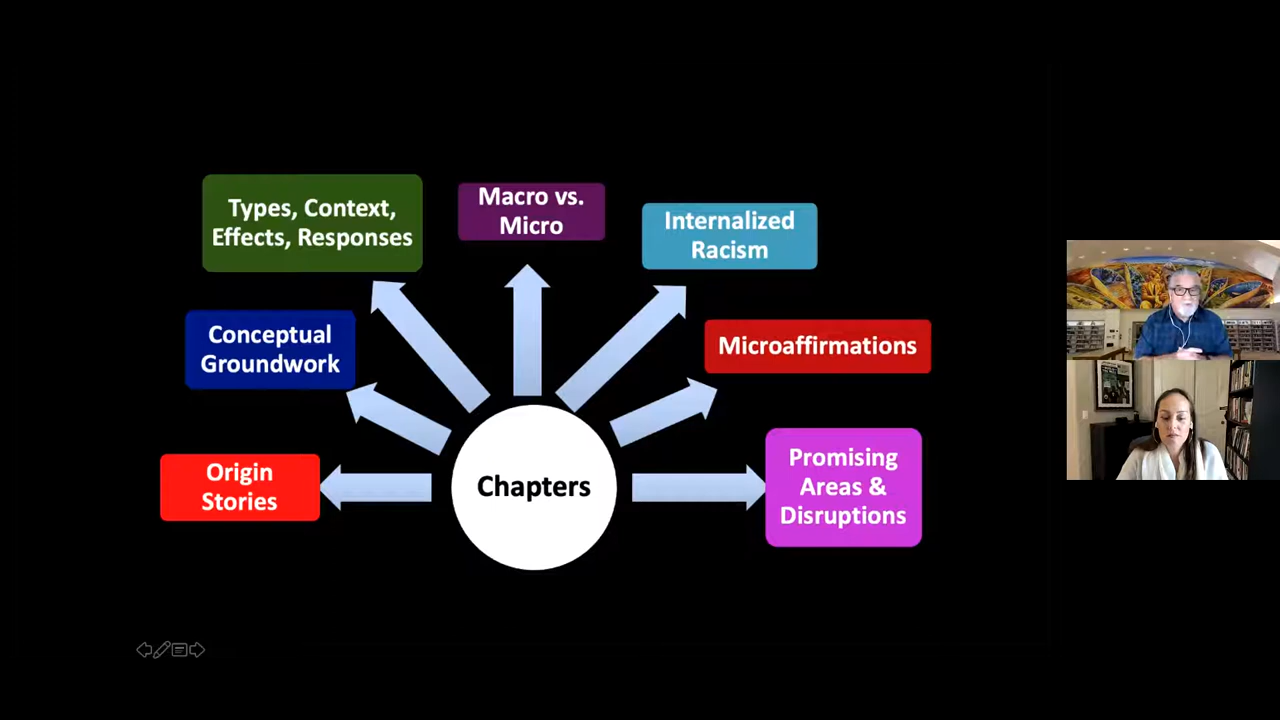 Types, Context,
Effects, Responses
Macro vs.
Micro
Internalized
Racism
Conceptual
Groundwork
Microaffirmations
Origin
Stories
Chapters
Promising
Areas &
Disruptions